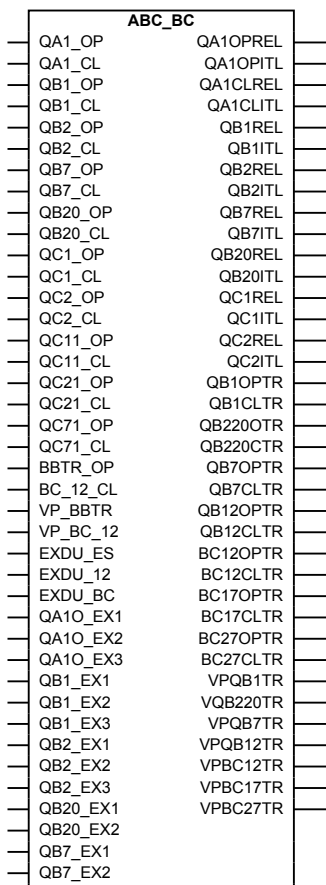 ABC_BC
QA1_OP QA1OPREL
QA1_CL QA1OPITL
QB1_OP QA1CLREL
QB1_CL QA1CLITL
QB2_OP QB1REL
QB2_CL QB1ITL
QB7_OP QB2REL
QB7_CL QB2ITL
QB20_OP QB7REL
QB20_CL QB7ITL
QC1_OP QB20REL
QC1_CL QB20ITL
QC2_OP QC1REL
QC2_CL QC1ITL
QC11_OP QC2REL
QC11_CL QC2ITL
QC21_OP QB1OPTR
QC21_CL QB1CLTR
QC71_OP QB220OTR
QC71_CL QB220CTR
BBTR_OP QB7OPTR
BC_12_CL QB7CLTR
VP_BBTR QB12OPTR
VP_BC_12 QB12CLTR
EXDU_ES BC12OPTR
EXDU_12 BC12CLTR
EXDU_BC BC17OPTR
QA1O_EX1 BC17CLTR
QA1O_EX2 BC27OPTR
QA1O_EX3 BC27CLTR
QB1_EX1 VPQB1TR
QB1_EX2 VQB220TR
QB1_EX3 VPQB7TR
QB2_EX1 VPQB12TR
QB2_EX2 VPBC12TR
QB2_EX3 VPBC17TR
QB20_EX1 VPBC27TR
QB20_EX2
QB7_EX1
QB7_EX2